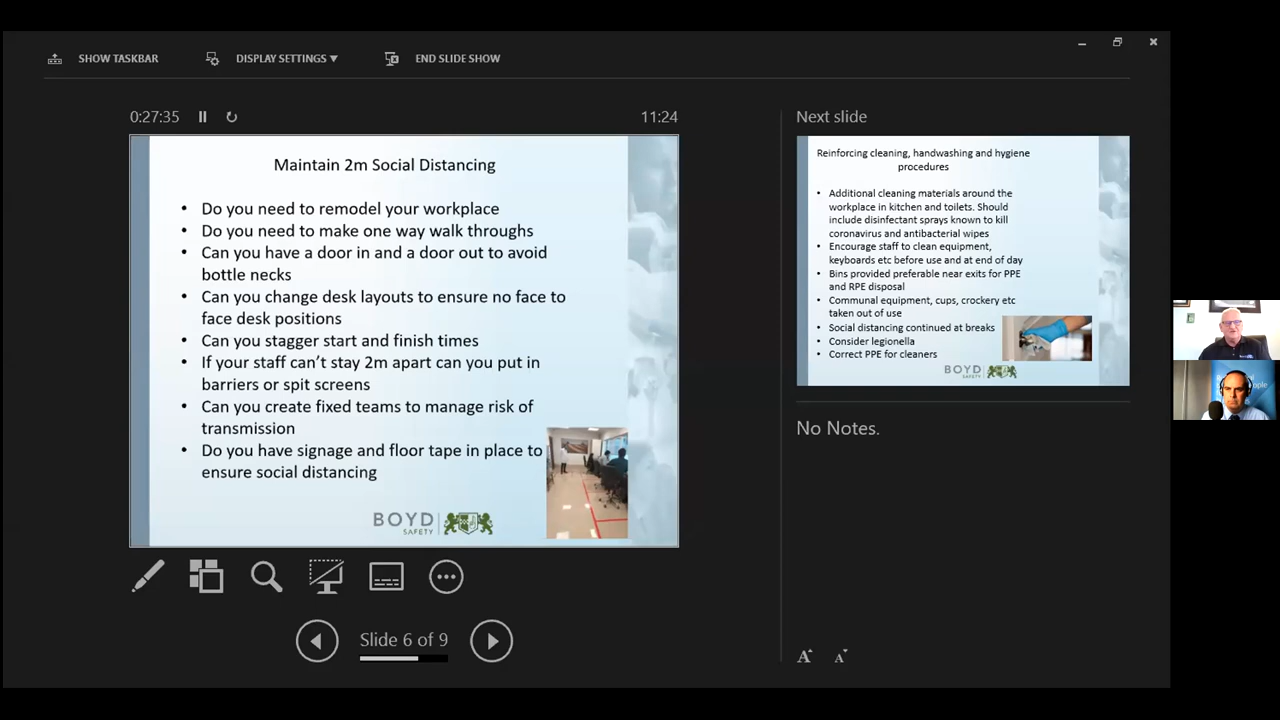 SHOW TASKBAR
DISPLAY SETTINGS ▼
END SLIDE SHOW
0:27:35
11:24
Maintain 2m Social Distancing
• Do you need to remodel your workplace
• Do you need to make one way walk throughs
• Can you have a door in and a door out to avoid
bottle necks
• Can you change desk layouts to ensure no face to
face desk positions
• Can you stagger start and finish times
• If your staff can’t stay 2m apart can you put in
barriers or spit screens
• Can you create fixed teams to manage risk of
transmission
• Do you have signage and floor tape in place to
ensure social distancing
BOYD
SAFETY
Slide 6 of 9
Next slide
Reinforcing cleaning, handwashing and hygiene
procedures
• Additional cleaning materials around the
workplace in kitchen and toilets. Should
include disinfectant sprays known to kill
coronavirus and antibacterial wipes
• Encourage staff to clean equipment,
keyboards etc before use and at end of day
• Bins provided preferable near exits for PPE
and RPE disposal
• Communal equipment, cups, crockery etc
taken out of use
• Social distancing continued at breaks
• Consider legionella
• Correct PPE for cleaners
BOYD
SAFETY
No Notes.
A A